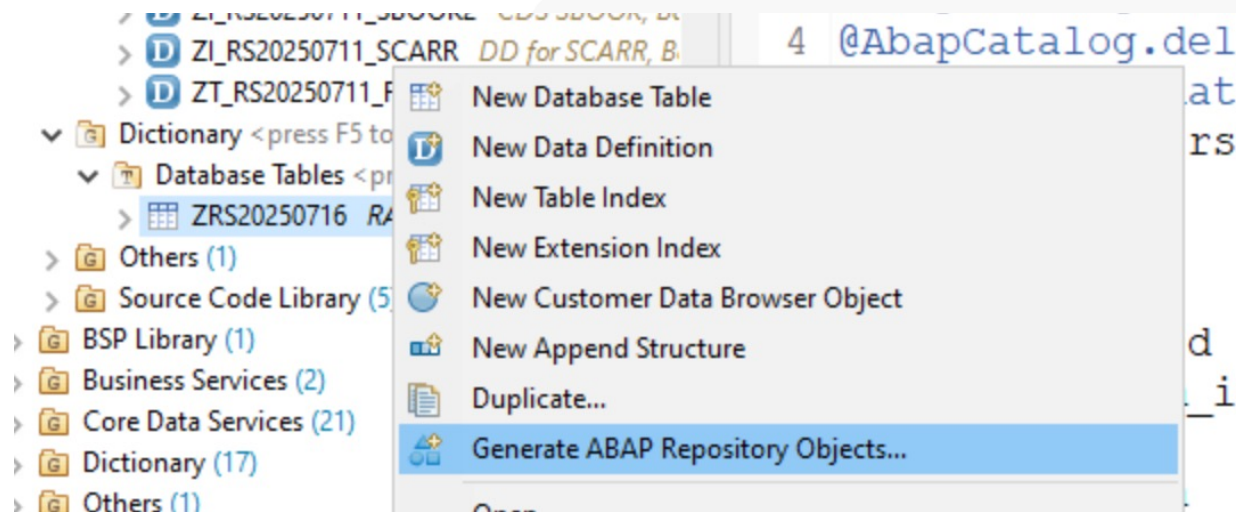 ZI_RS20250711_SCARR DD for SCARR, B
4 @AbapCatalog.del
ZT_RS20250711_F
New Database Table
at
Dictionary <press F5 to
New Data Definition
rs
Database Tables <pr
New Table Index
ZRS20250716 RA
New Extension Index
Others (1)
Source Code Library (5
New Customer Data Browser Object
BSP Library (1)
New Append Structure
d
Business Services (2)
Duplicate...
_i
Core Data Services (21)
Generate ABAP Repository Objects...
Dictionary (17)
Others (1)